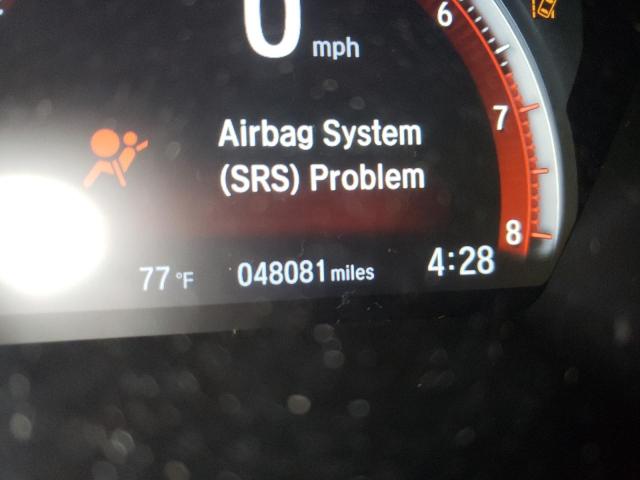 6
0 mph
7
Airbag System
(SRS) Problem
8
77 °F 048081 miles 4:28